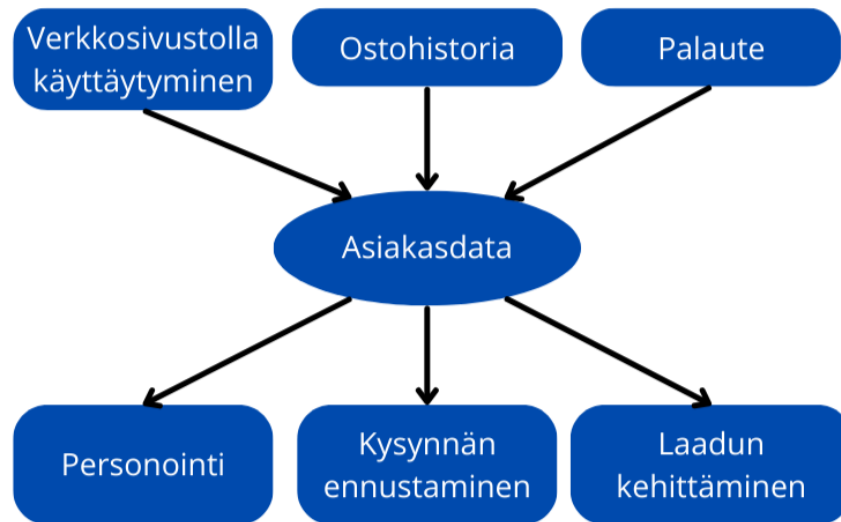 Verkkosivustolla
käyttäytyminen
Ostohistoria
Palaute
Asiakasdata
Personointi
Kysynnän
ennustaminen
Laadun
kehittäminen